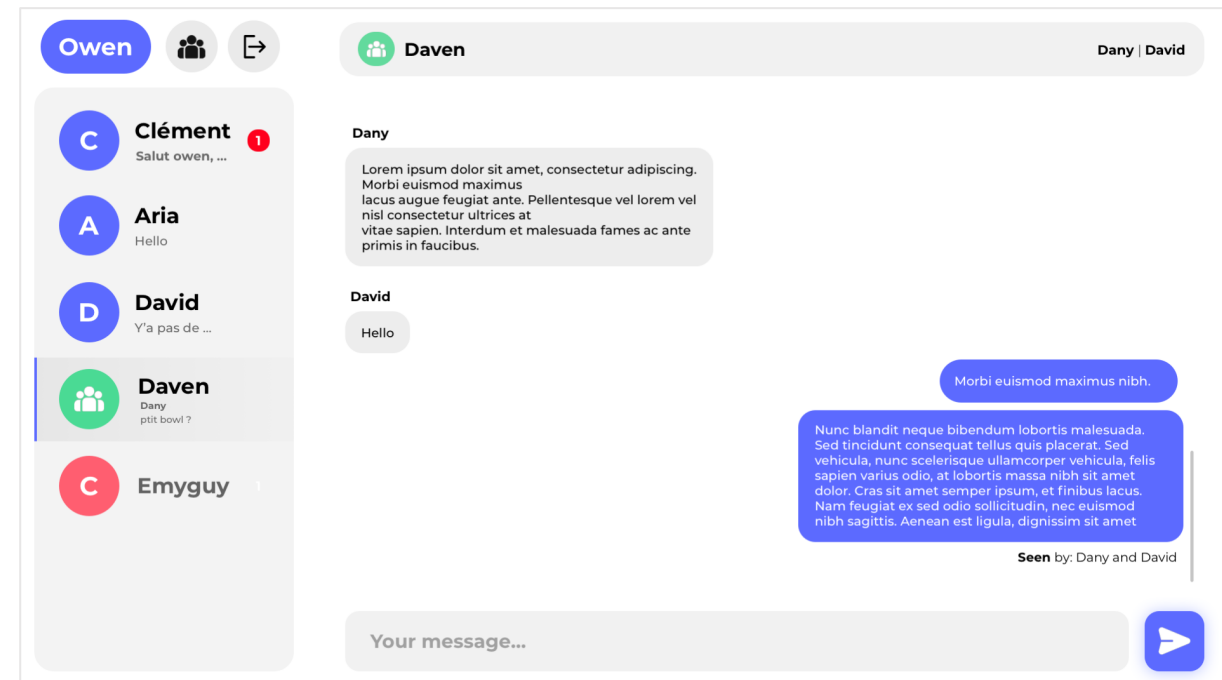 Owen
C
Clément
1
Salut owen, ...
A
Aria
Hello
D
David
Y'a pas de ...
Daven
Dany
ptit bowl ?
C
Emyguy
1
Daven
Dany | David
Dany
Lorem ipsum dolor sit amet, consectetur adipiscing.
Morbi euismod maximus
lacus augue feugiat ante. Pellentesque vel lorem vel
nisl consectetur ultrices at
vitae sapien. Interdum et malesuada fames ac ante
primis in faucibus.
David
Hello
Morbi euismod maximus nibh.
Nunc blandit neque bibendum lobortis malesuada.
Sed tincidunt consequat tellus quis placerat. Sed
vehicula, nunc scelerisque ullamcorper vehicula, felis
sapien varius odio, at lobortis massa nibh sit amet
dolor. Cras sit amet semper ipsum, et finibus lacus.
Nam feugiat ex sed odio sollicitudin, nec euismod
nibh sagittis. Aenean est ligula, dignissim sit amet
Seen by: Dany and David
Your message...